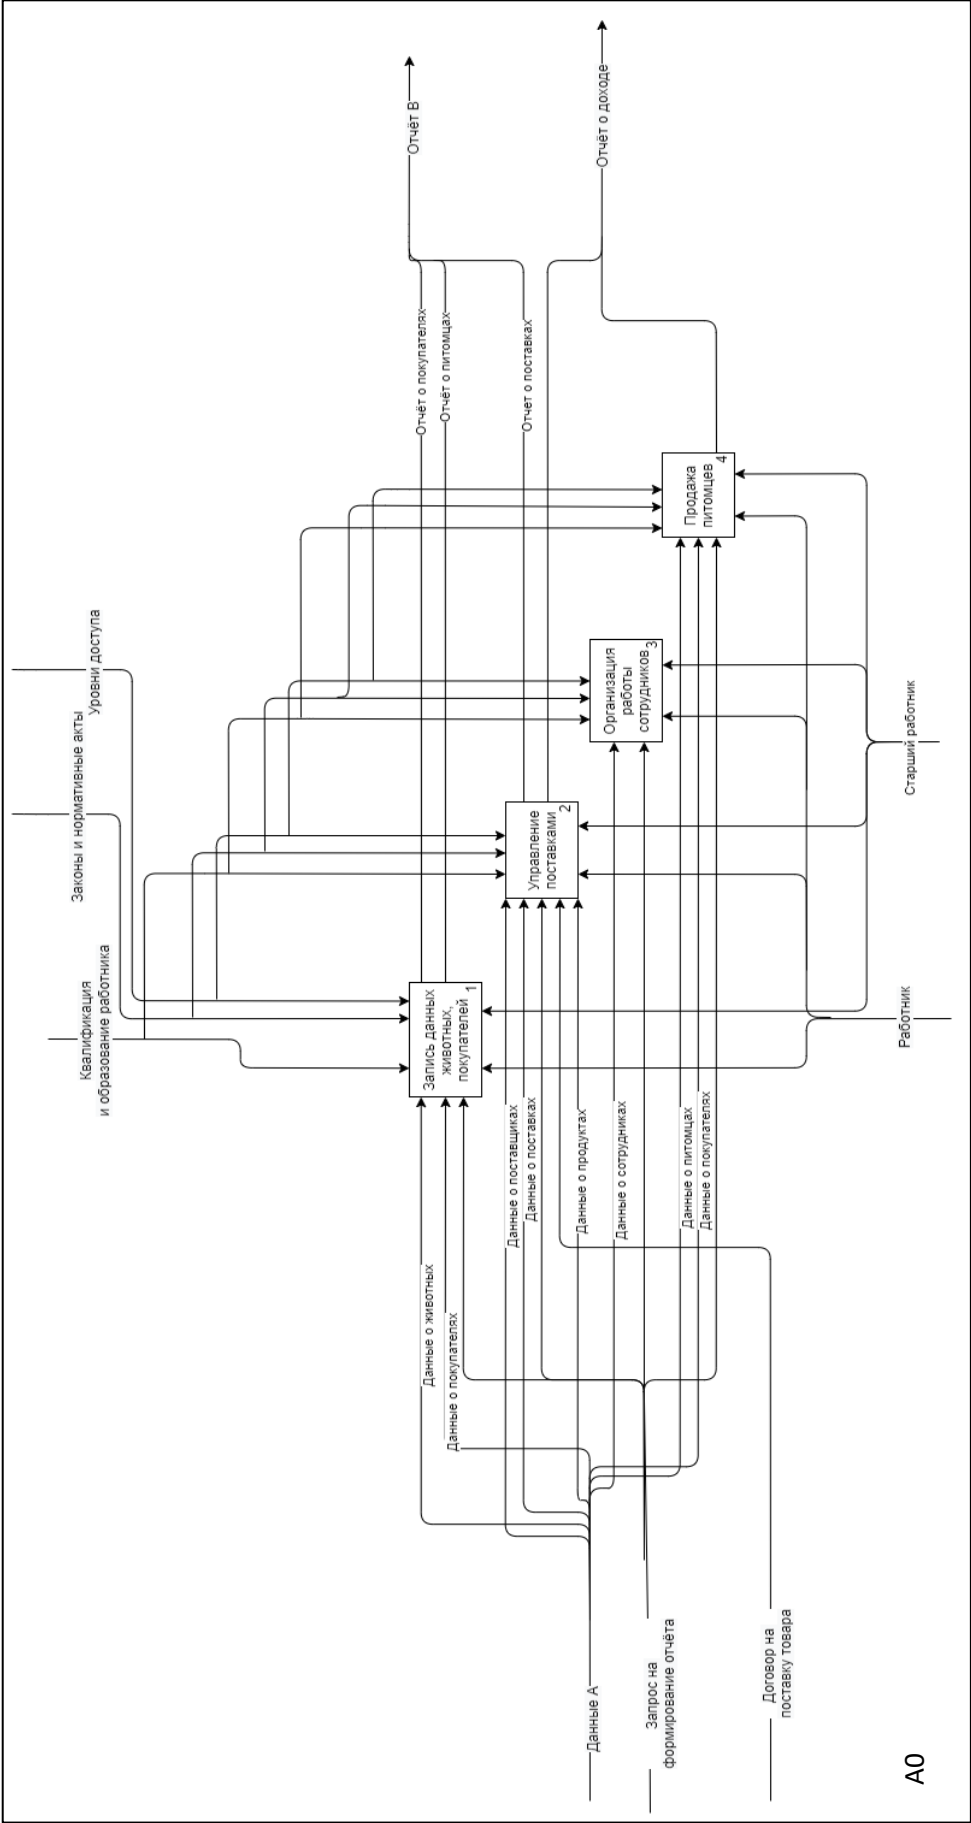 Квалификация
и образование работника
Законы и нормативные акты
Уровни доступа
Отчёт В
Отчёт о доходе
Отчёт о покупателях
Отчёт о питомцах
Отчет о поставках
Запись данных
животных,
покупателей
1
Управление
поставками
2
Организация
работы
сотрудников
3
Продажа
питомцев
4
Данные о животных
Данные о покупателях
Данные о поставщиках
Данные о поставках
Данные о продуктах
Данные о сотрудниках
Данные о питомцах
Данные о покупателях
Данные А
Запрос на
формирование отчёта
Договор на
поставку товара
Работник
Старший работник
А0